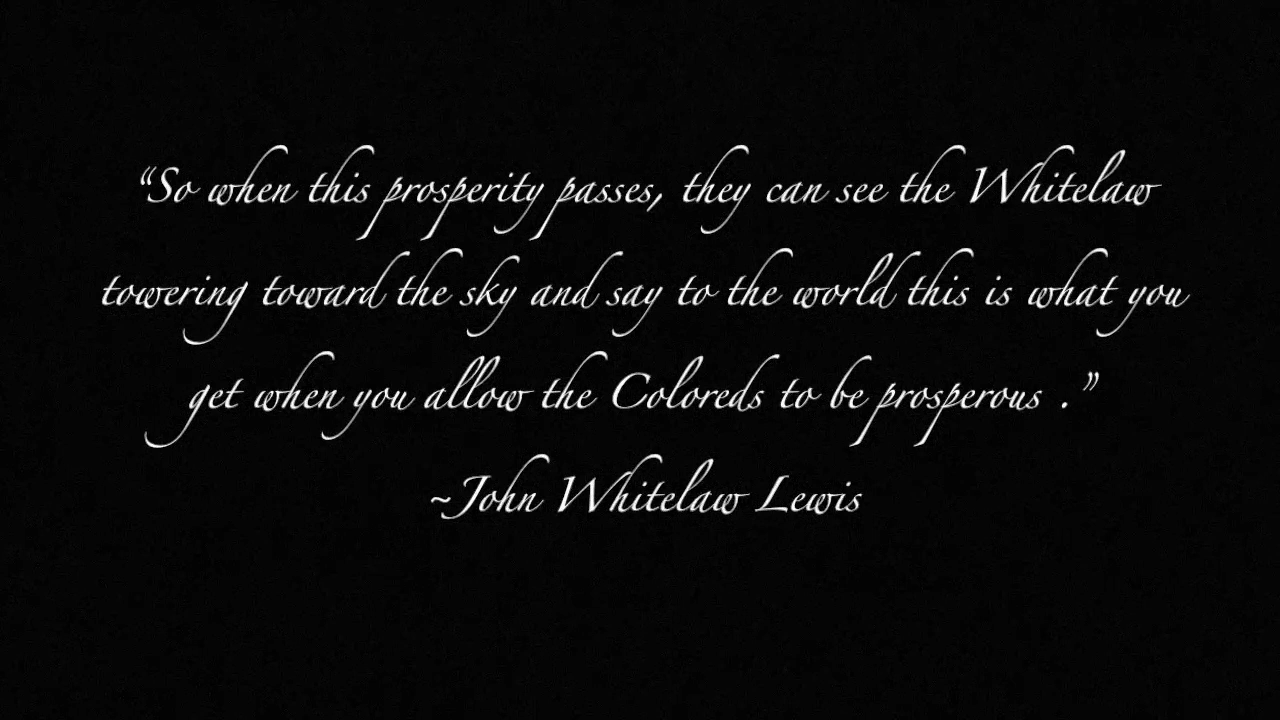 “So when this prosperity passes, they can see the Whitelaw
towering toward the sky and say to the world this is what you
get when you allow the Coloreds to be prosperous .”
~John Whitelaw Lewis